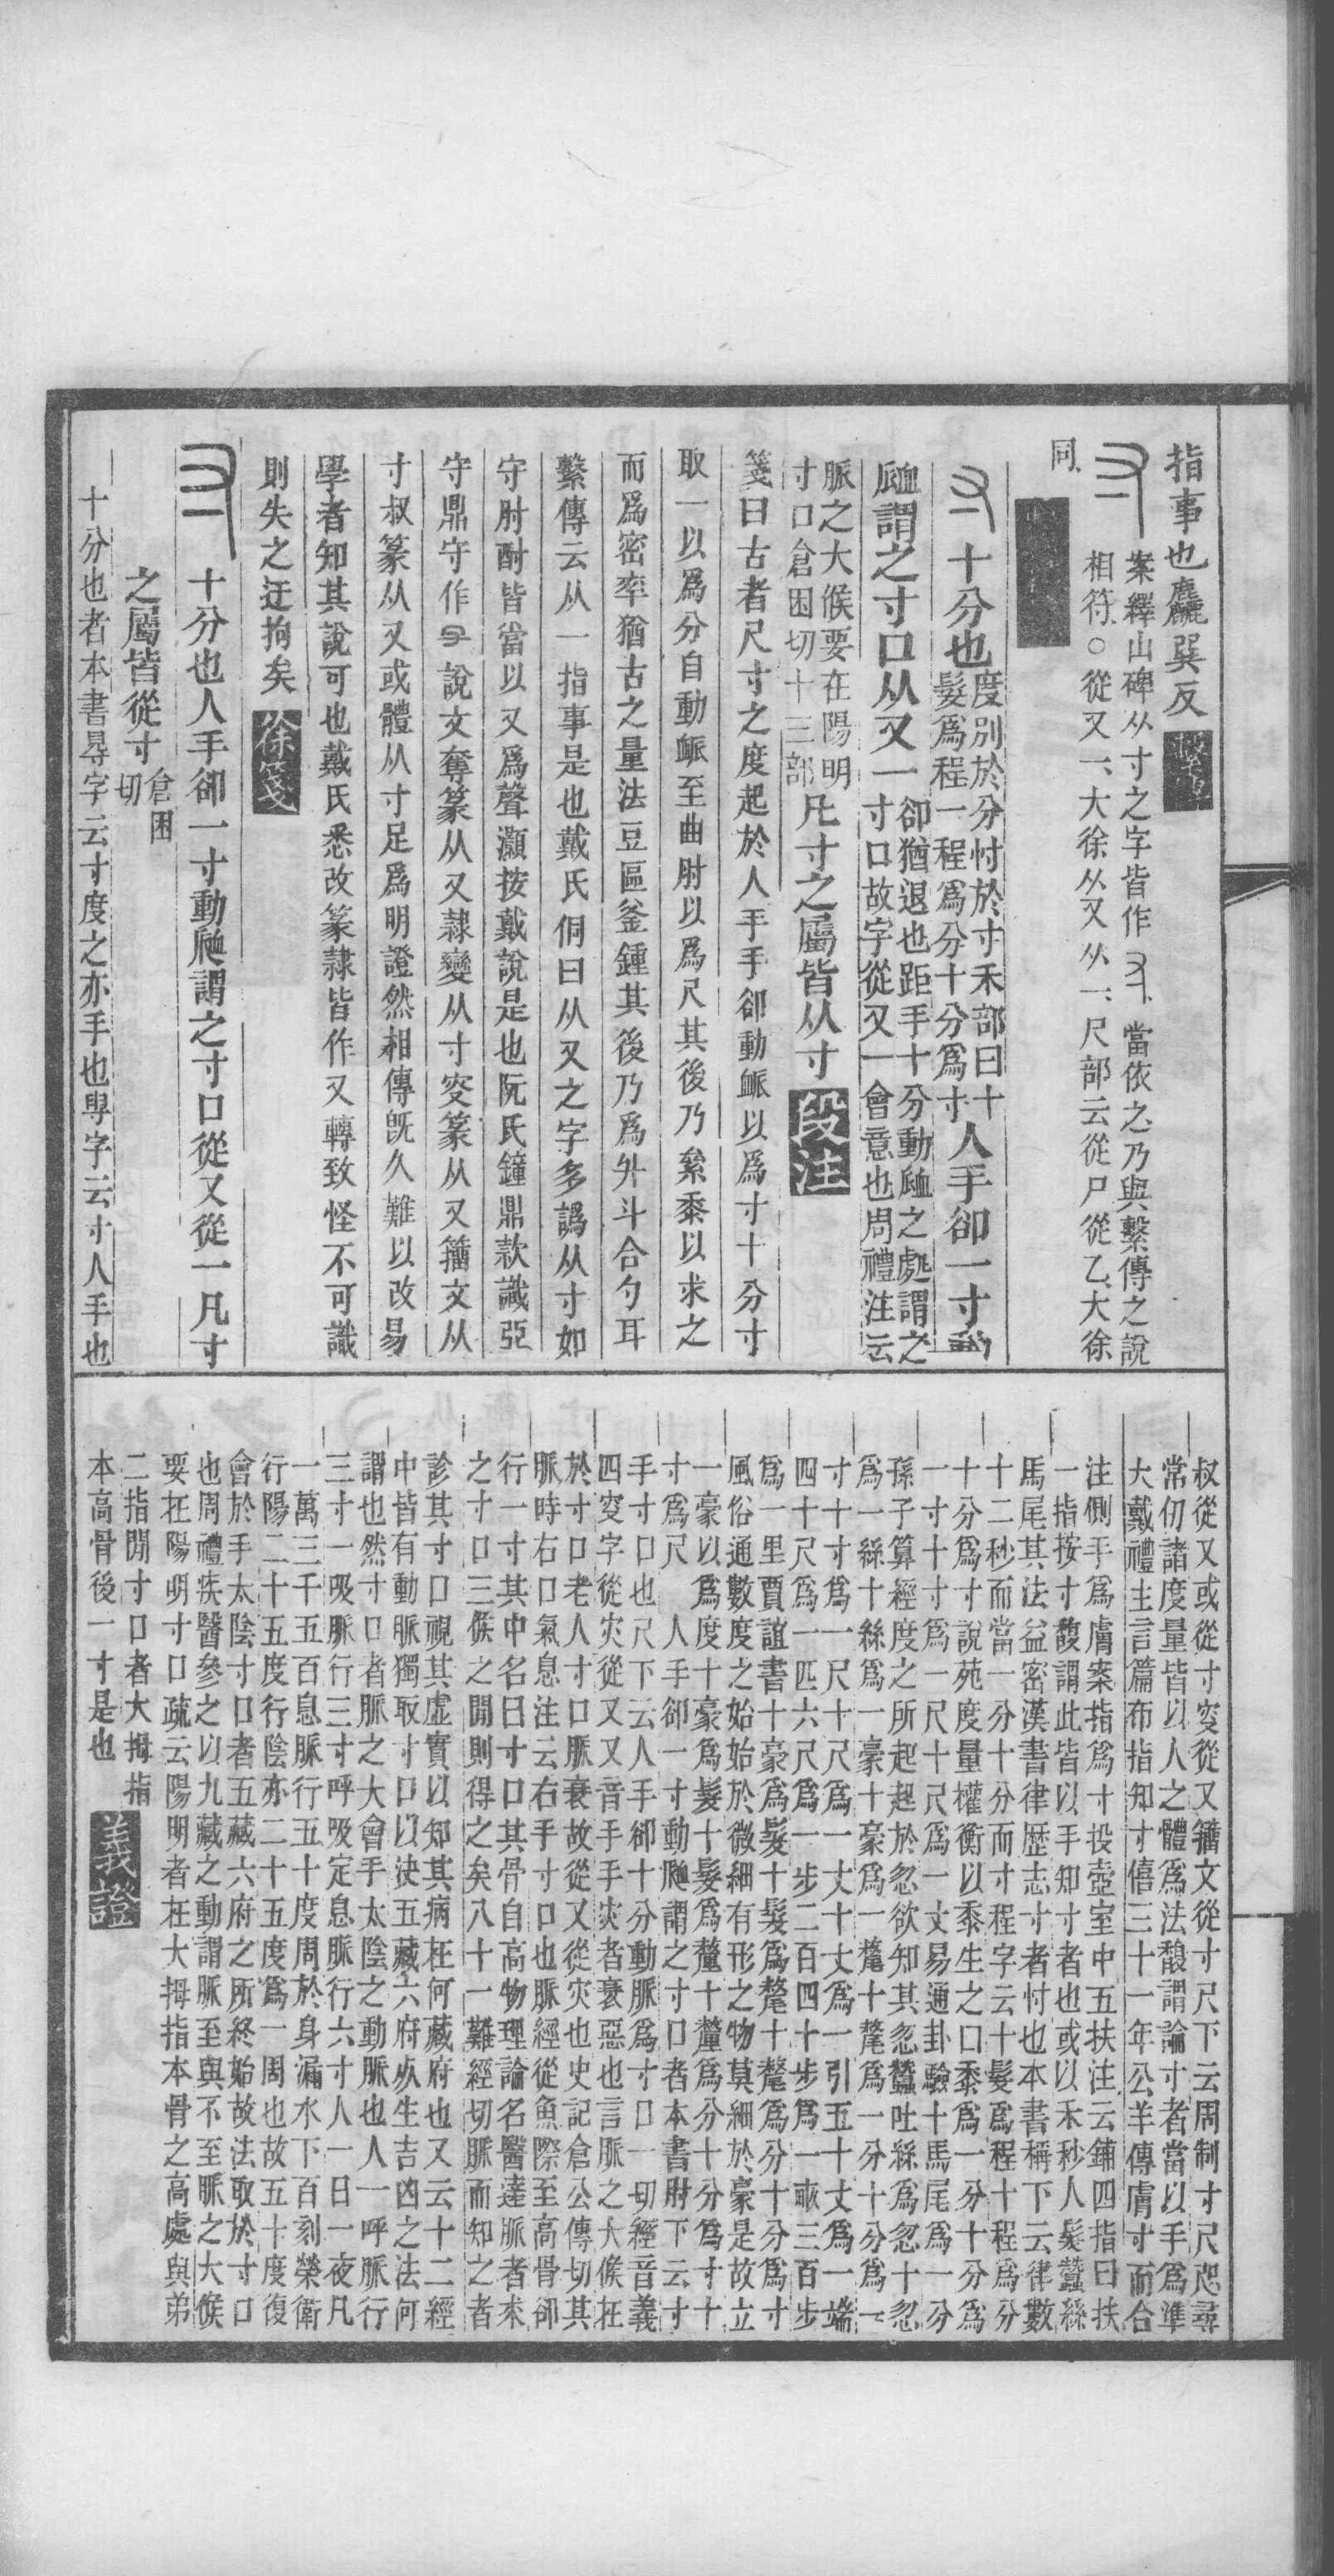 指事也麤巽反
案繹山碑从寸之字皆作、當依之、乃與繫傳之說
相符、○從又一、大徐从又从一、尺部云從尸從乙、大徐
同、
十分也度別於分忖於寸禾部曰十
髮爲程一程爲分十分爲寸人手卻一寸動
𧖴謂之寸口从又一卻猶退也距手十分動𧖴之處謂之
寸口故字從又一會意也周禮注云
脈之大候要在陽明
寸口倉困切十三部凡寸之屬皆从寸段注
箋曰古者尺寸之度起於人手手卻動脈以爲寸十分寸
取一以爲分自動脈至曲肘以爲尺其後乃絫黍以求之
而爲密率猶古之量法豆區釜鍾其後乃爲升斗合勺耳
繫傳云从一指事是也戴氏侗曰从又之字多譌从寸如
守肘酎皆當以又爲聲灝按戴說是也阮氏鐘鼎款識亞
守鼎守作說文奪篆从又隸變从寸叜篆从又籒文从
寸叔篆从又或體从寸足爲明證然相傳旣久難以改易
學者知其說可也戴氏悉改篆隸皆作又轉致怪不可識
則失之迂拘矣徐箋
十分也人手卻一寸動𧖴謂之寸口從又從一凡寸
之屬皆從寸倉困
切
十分也者本書㝷字云寸度之亦手也㝵字云寸人手也
叔從又或從寸叜從又籒文從寸尺下云周制寸尺咫尋
常仞諸度量皆以人之體爲法馥謂論寸者當以手爲準
大戴禮主言篇布指知寸僖三十一年公羊傳膚寸而合
注側手爲膚案指爲寸投壺室中五扶注云鋪四指曰扶
一指按寸馥謂此皆以手知寸者也或以禾秒人髮蠶絲
馬尾其法益密漢書律歷志寸者忖也本書稱下云律數
十二秒而當一分十分而寸程字云十髮爲程十程爲分
十分爲寸說苑度量權衡以黍生之囗黍爲一分十分爲
一寸十寸爲一尺十尺爲一丈易通卦驗十馬尾爲一分
孫子算經度之所起起於忽欲知其忽蠶吐絲爲忽十忽
爲一絲十絲爲一豪十豪爲一氂十氂爲一分十分爲一
寸十寸爲一尺十尺爲一丈十丈爲一引五十丈爲一端
四十尺爲一匹六尺爲一步二百四十步爲一畝三百步
爲一里賈誼書十豪爲髮十髮爲氂十氂爲分十分爲寸
風俗通數度之始始於微細有形之物莫細於豪是故立
一豪以爲度十豪爲髮十髮爲釐十釐爲分十分爲寸十
寸爲尺　人手卻一寸動𧖴謂之寸口者本書肘下云寸
手寸口也尺下云人手卻十分動脈爲寸口一切經音義
四叜字從灾從又又音手手灾者衰惡也言脈之大候在
於寸口老人寸口脈衰故從又從灾也史記倉公傳切其
脈時右口氣息注云右手寸口也脈經從魚際至高骨卻
行一寸其中名曰寸口其骨自高物理論名醫達脈者求
之寸口三候之閒則得之矣八十一難經切脈而知之者
診其寸口視其虛實以知其病在何藏府也又云十二經
中皆有動脈獨取寸口以決五藏六府疾生吉凶之法何
謂也然寸口者脈之大會手太陰之動脈也人一呼脈行
三寸一吸脈行三寸呼吸定息脈行六寸人一日一夜凡
一萬三千五百息脈行五十度周於身漏水下百刻榮衛
行陽二十五度行陰亦二十五度爲一周也故五十度復
會於手太陰寸口者五藏六府之所終始故法取於寸口
也周禮疾醫參之以九藏之動謂脈至與不至脈之大候
要在陽明寸口疏云陽明者在大拇指本骨之高處與弟
二指閒寸口者大拇指
本高骨後一寸是也義證